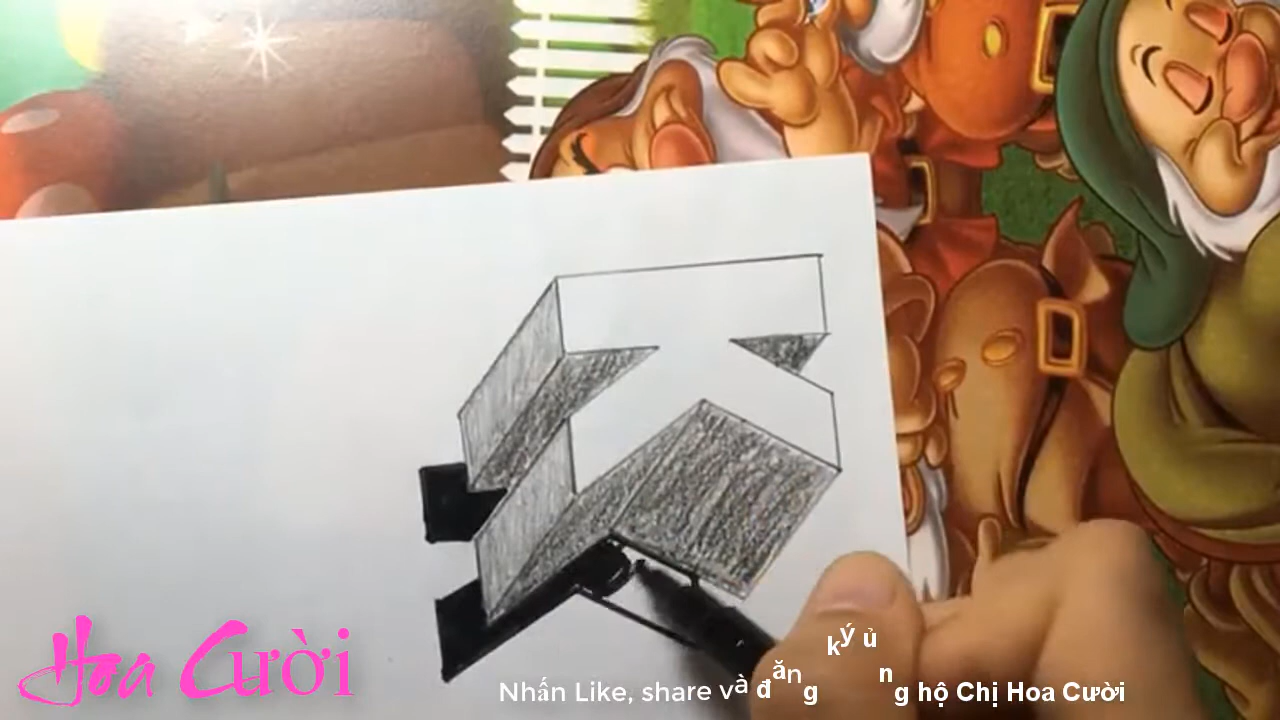 Hoa Cười
Nhấn Like, share và đăng ký ủng hộ Chị Hoa Cười